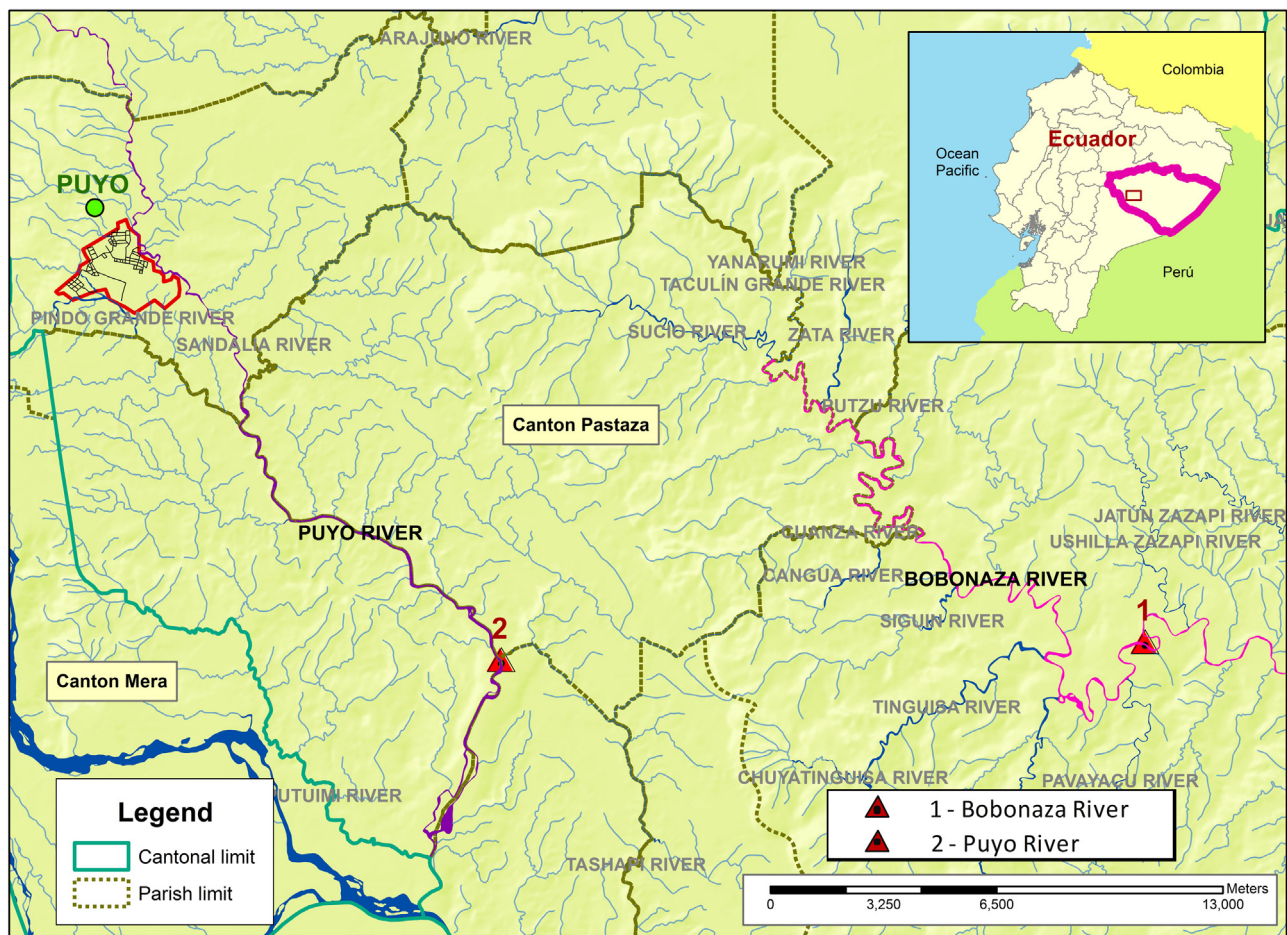 ARAJUNO RIVER
Colombia
Ecuador
Ocean
Pacific
Perú
PUYO
YANARUMI RIVER
TACULÍN GRANDE RIVER
PINDO GRANDE RIVER
SUCIO RIVER
ZATA RIVER
SANDALIA RIVER
PUTZU RIVER
Canton Pastaza
JATUN ZAZAPI RIVER
PUYO RIVER
USHILLA ZAZAPI RIVER
CANGUA RIVER
BOBONAZA RIVER
SIGUIN RIVER
1
2
Canton Mera
TINGUISA RIVER
CHUYATINGUISA RIVER
PAVAYACU RIVER
UTUIMI RIVER
TASHAPI RIVER
Legend
Cantonal limit
Parish limit
1 - Bobonaza River
2 - Puyo River
Meters
0 3,250 6,500 13,000